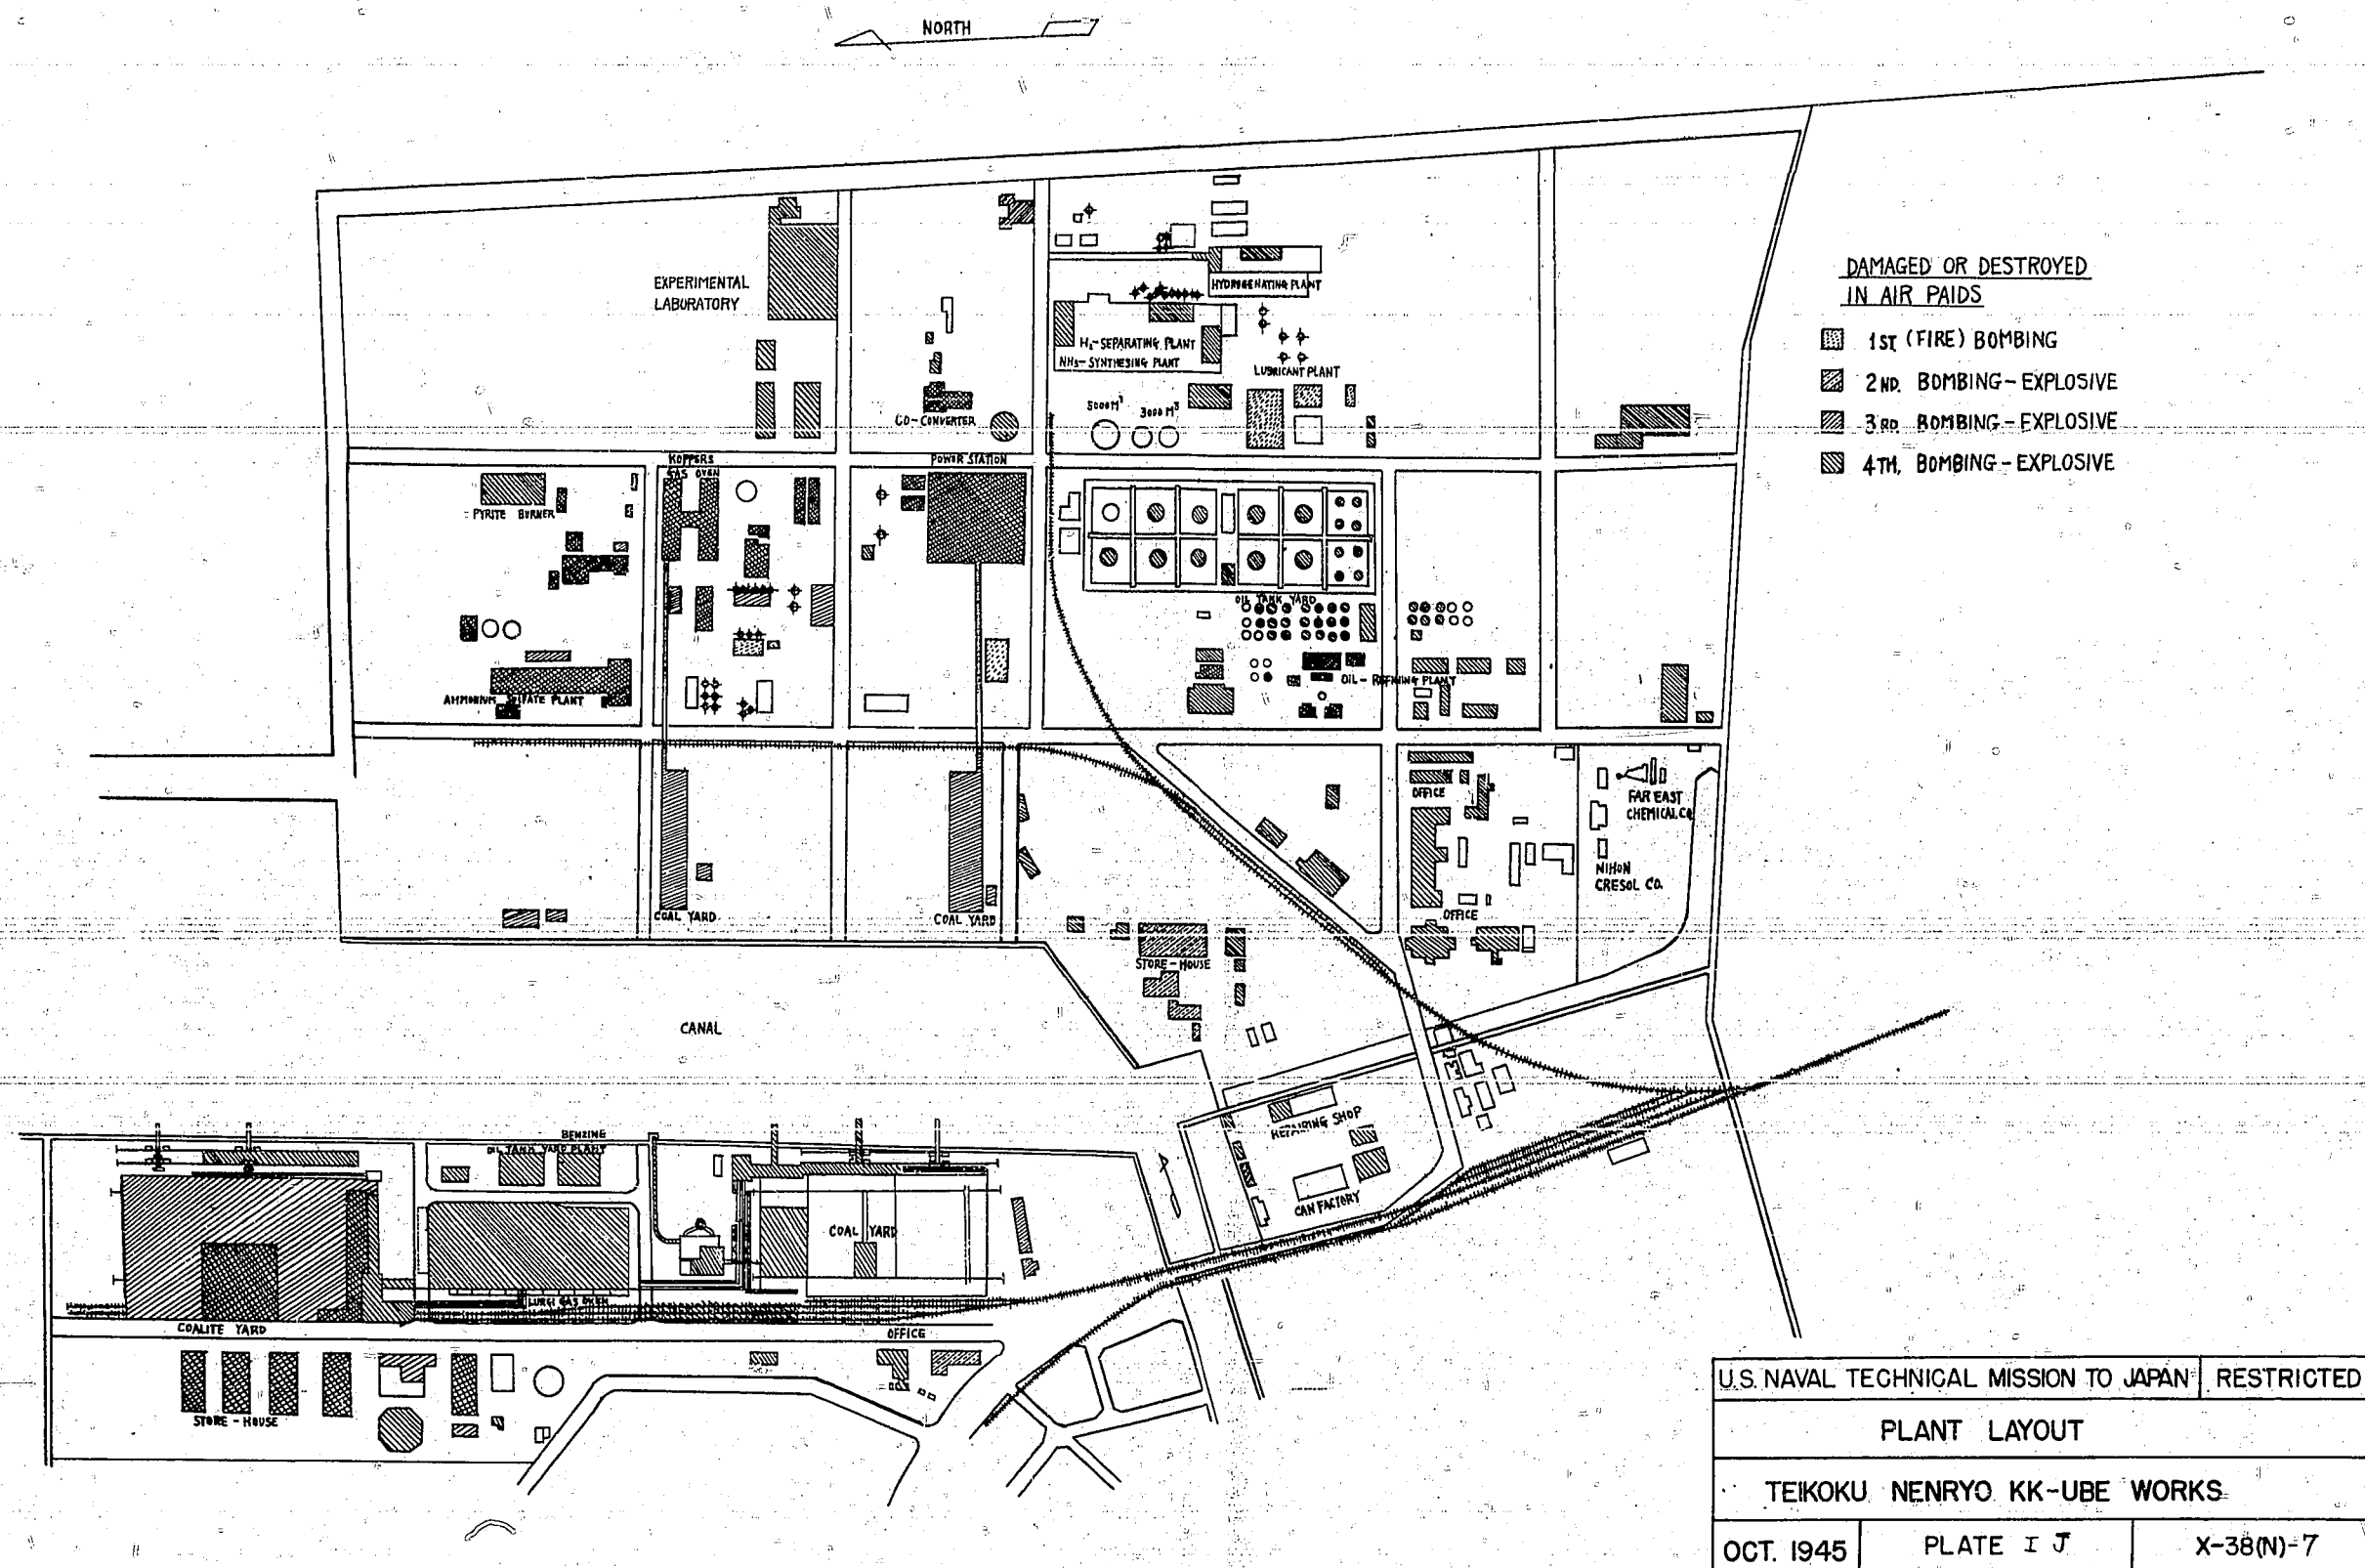 NORTH
DAMAGED OR DESTROYED
IN AIR PAIDS
1ST (FIRE) BOMBING
2ND. BOMBING-EXPLOSIVE
3RD. BOMBING-EXPLOSIVE
4TH, BOMBING-EXPLOSIVE
EXPERIMENTAL
LABORATORY
HYDROGENATING PLANT
H₂-SEPARATING PLANT
NH₃-SYNTHESING PLANT
LUBRICANT PLANT
5000M³
3000M³
CO-CONVERTER
KOPPERS
GAS OVEN
POWER STATION
PYRITE BURNER
OIL TANK YARD
OIL-REFINING PLANT
AMMONIUM SULFATE PLANT
OFFICE
FAR EAST
CHEMICAL CO
NIHON
CRESOL CO.
COAL YARD
COAL YARD
OFFICE
STORE-HOUSE
CANAL
REPAIRING SHOP
CAN FACTORY
BENZINE
OIL TANK YARD PLANT
COAL YARD
LURGI GAS OVEN
COALITE YARD
OFFICE
STORE-HOUSE
U.S. NAVAL TECHNICAL MISSION TO JAPAN RESTRICTED
PLANT LAYOUT
TEIKOKU NENRYO KK-UBE WORKS
OCT. 1945 PLATE I J X-38(N)-7